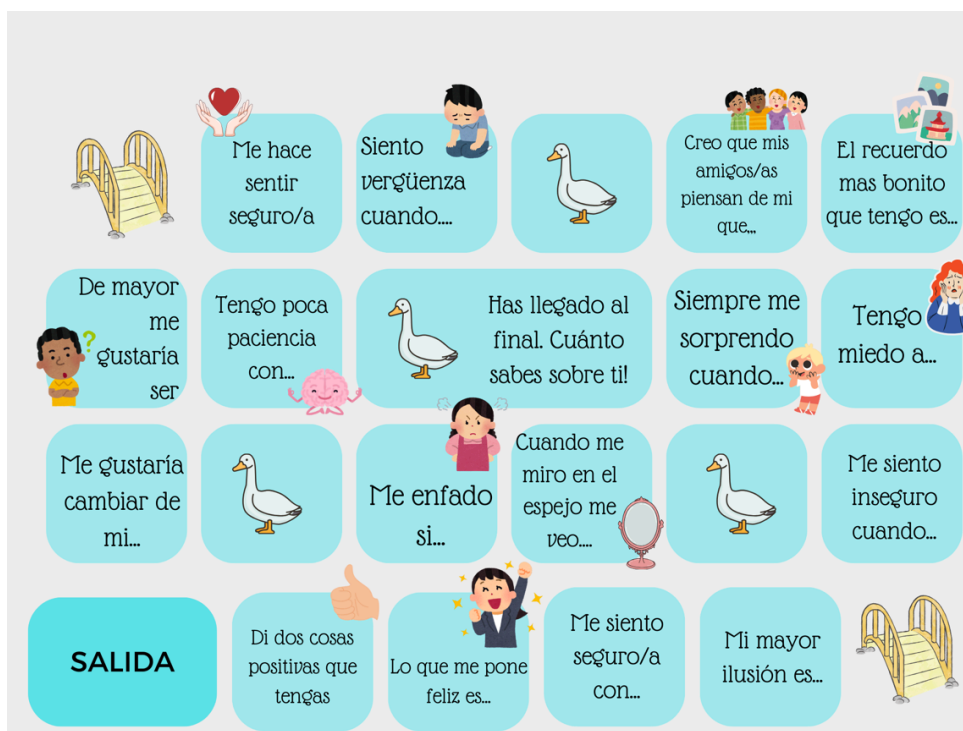 Me hace
sentir
seguro/a
Siento
vergüenza
cuando....
Creo que mis
amigos/as
piensan de mi
que,,,
El recuerdo
mas bonito
que tengo es...
De mayor
me
gustaría
ser
?
Tengo poca
paciencia
con...
Has llegado al
final. Cuánto
sabes sobre ti!
Siempre me
sorprendo
cuando...
Tengo
miedo a...
Me gustaría
cambiar de
mi...
Me enfado
si...
Cuando me
miro en el
espejo me
veo....
Me siento
inseguro
cuando...
SALIDA
Di dos cosas
positivas que
tengas
Lo que me pone
feliz es...
Me siento
seguro/a
con...
Mi mayor
ilusión es...